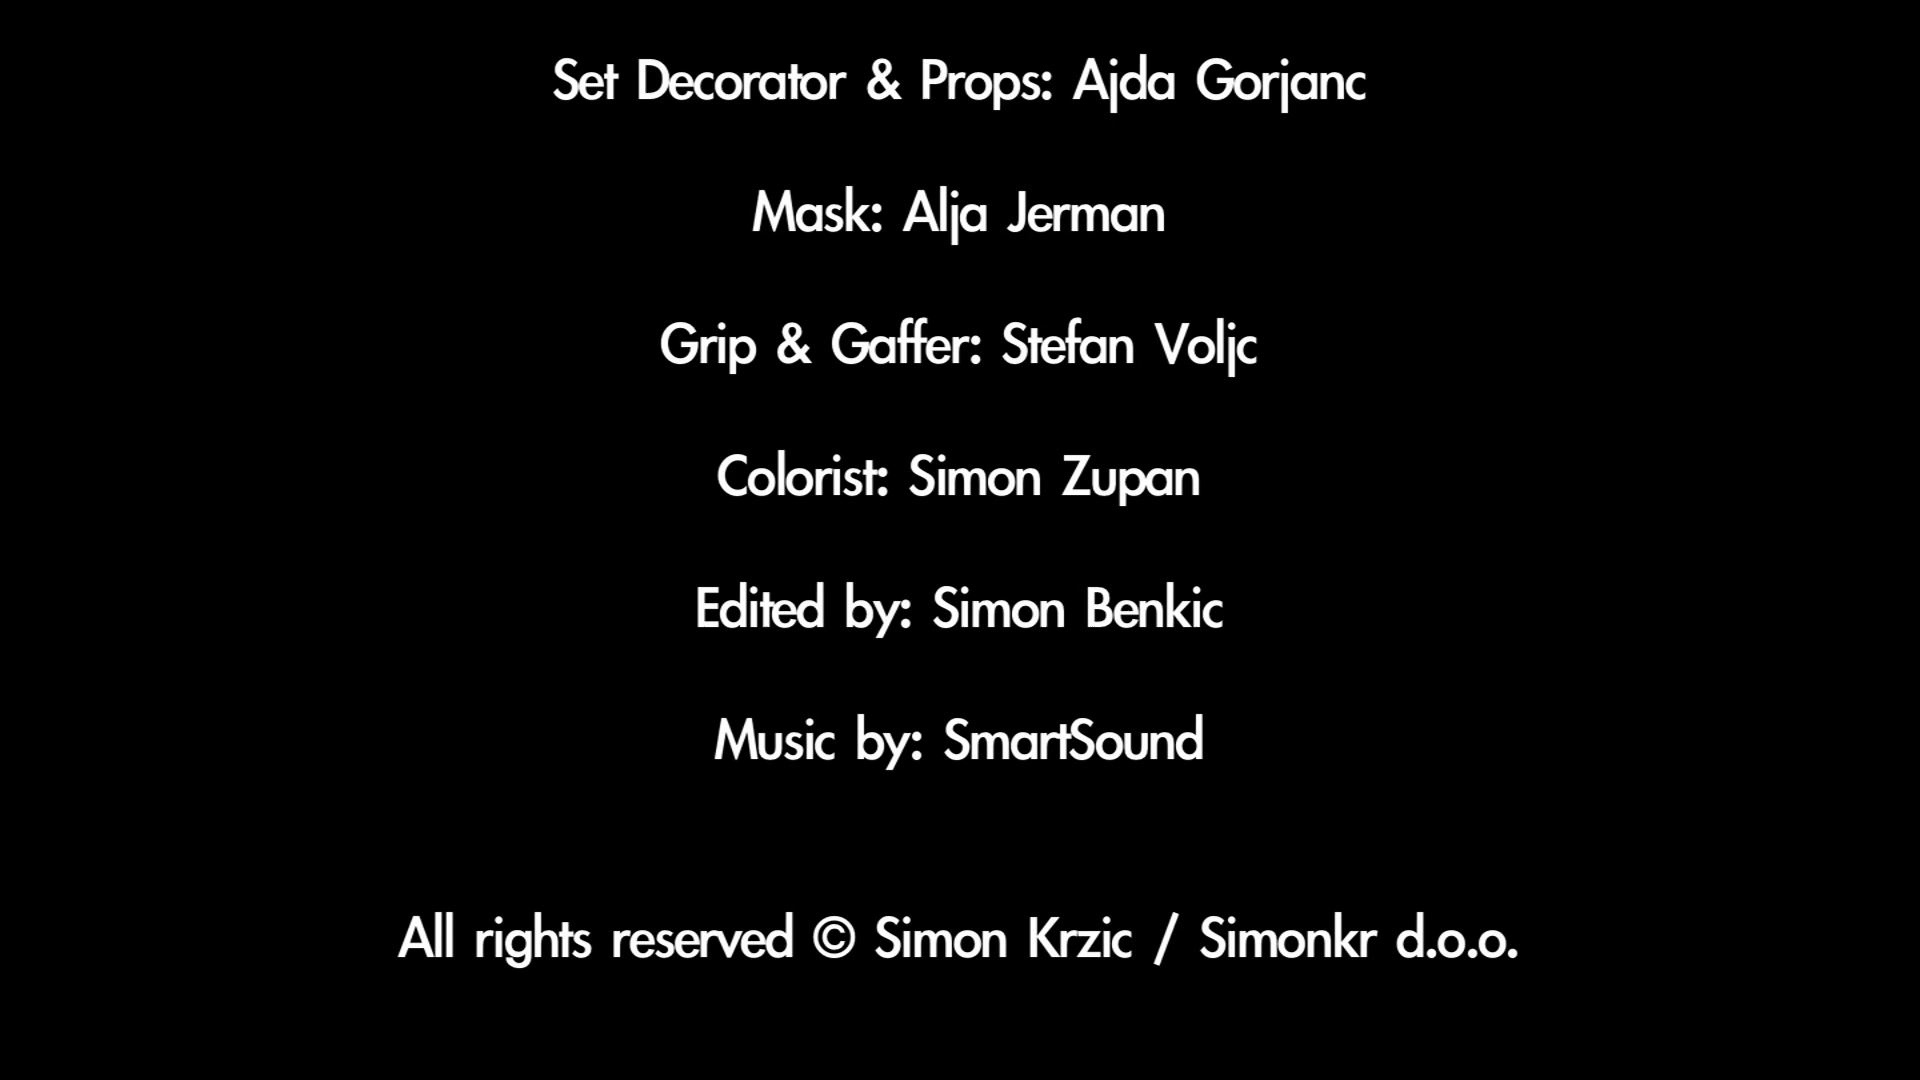 Set Decorator & Props: Ajda Gorjanc
Mask: Alja Jerman
Grip & Gaffer: Stefan Voljc
Colorist: Simon Zupan
Edited by: Simon Benkic
Music by: SmartSound
All rights reserved © Simon Krzic / Simonkr d.o.o.